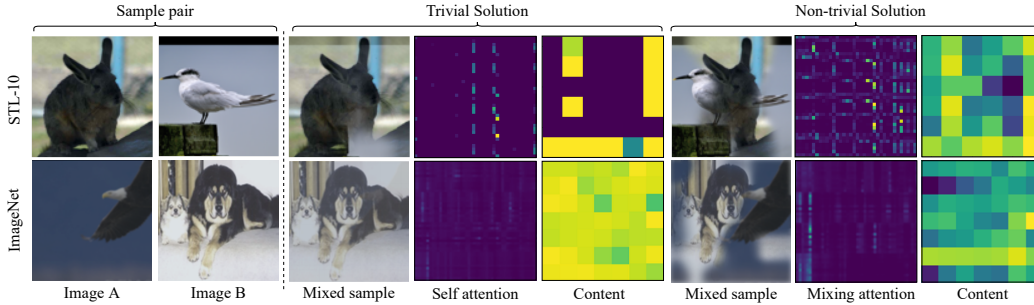 Sample pair
Trivial Solution
Non-trivial Solution
STL-10
ImageNet
Image A
Image B
Mixed sample
Self attention
Content
Mixed sample
Mixing attention
Content